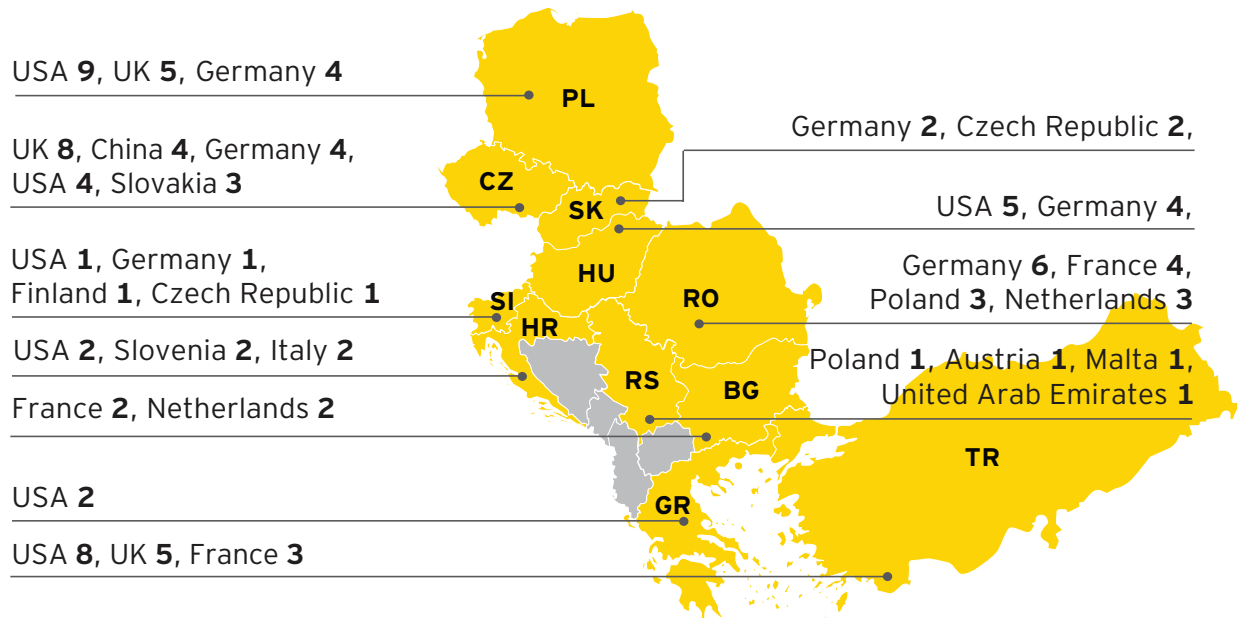 USA 9, UK 5, Germany 4
PL
Germany 2, Czech Republic 2,
UK 8, China 4, Germany 4,
USA 4, Slovakia 3
CZ
SK
USA 5, Germany 4,
USA 1, Germany 1,
Finland 1, Czech Republic 1
HU
Germany 6, France 4,
Poland 3, Netherlands 3
SI
HR
RO
USA 2, Slovenia 2, Italy 2
Poland 1, Austria 1, Malta 1,
United Arab Emirates 1
RS
BG
France 2, Netherlands 2
TR
USA 2
GR
USA 8, UK 5, France 3